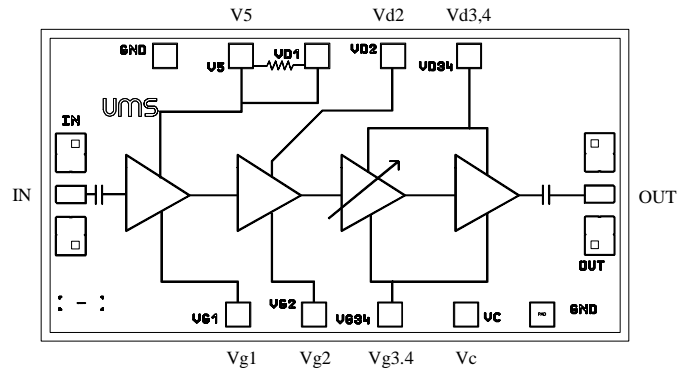 V5 Vd2 Vd3,4
GND V5 VD1 VD2 VD34
ums
IN
IN OUT
OUT
VG1 VG2 VG34 VC GND
Vg1 Vg2 Vg3.4 Vc